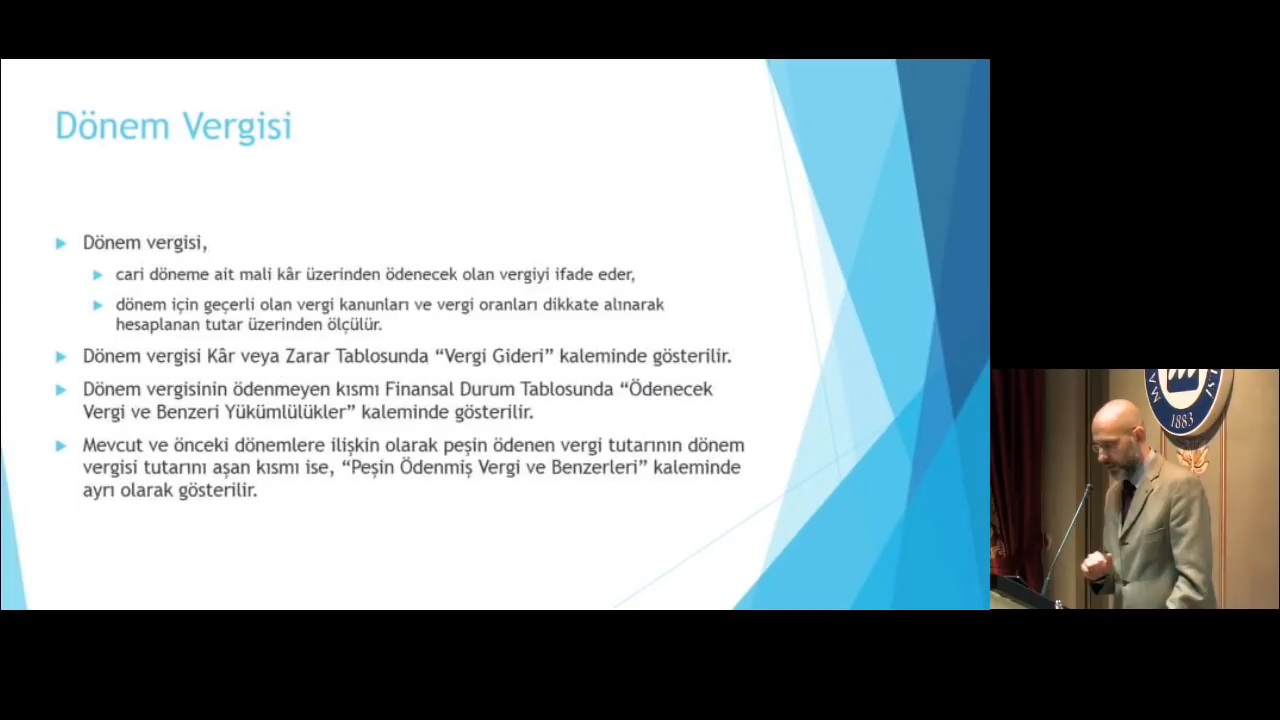 Dönem Vergisi
Dönem vergisi,
cari döneme ait mali kâr üzerinden ödenecek olan vergiyi ifade eder,
dönem için geçerli olan vergi kanunları ve vergi oranları dikkate alınarak
hesaplanan tutar üzerinden ölçülür.
Dönem vergisi Kâr veya Zarar Tablosunda “Vergi Gideri” kaleminde gösterilir.
Dönem vergisinin ödenmeyen kısmı Finansal Durum Tablosunda “Ödenecek
Vergi ve Benzeri Yükümlülükler” kaleminde gösterilir.
Mevcut ve önceki dönemlere ilişkin olarak peşin ödenen vergi tutarının dönem
vergisi tutarını aşan kısmı ise, “Peşin Ödenmiş Vergi ve Benzerleri” kaleminde
ayrı olarak gösterilir.
1883